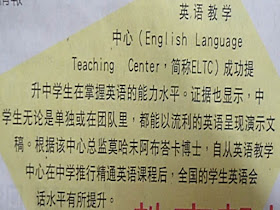 英语教学
中心（English Language
Teaching Center，简称ELTC）成功提
升中学生在掌握英语的能力水平。证据也显示，中
学生无论是单独或在团队里，都能以流利的英语呈现演示文
稿。根据该中心总监莫哈末阿布峇卡博士，自从英语教学
中心在中学推行精通英语课程后，全国的学生英语会
话水平有所提升。